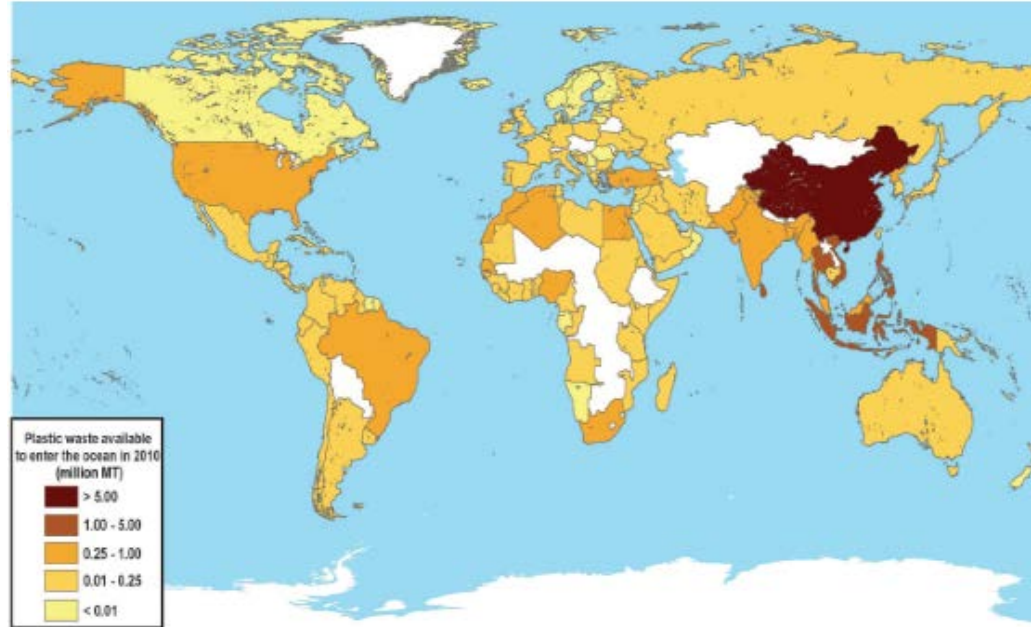 Plastic waste available
to enter the ocean in 2010
(million MT)
> 5.00
1.00 - 5.00
0.25 - 1.00
0.01 - 0.25
< 0.01